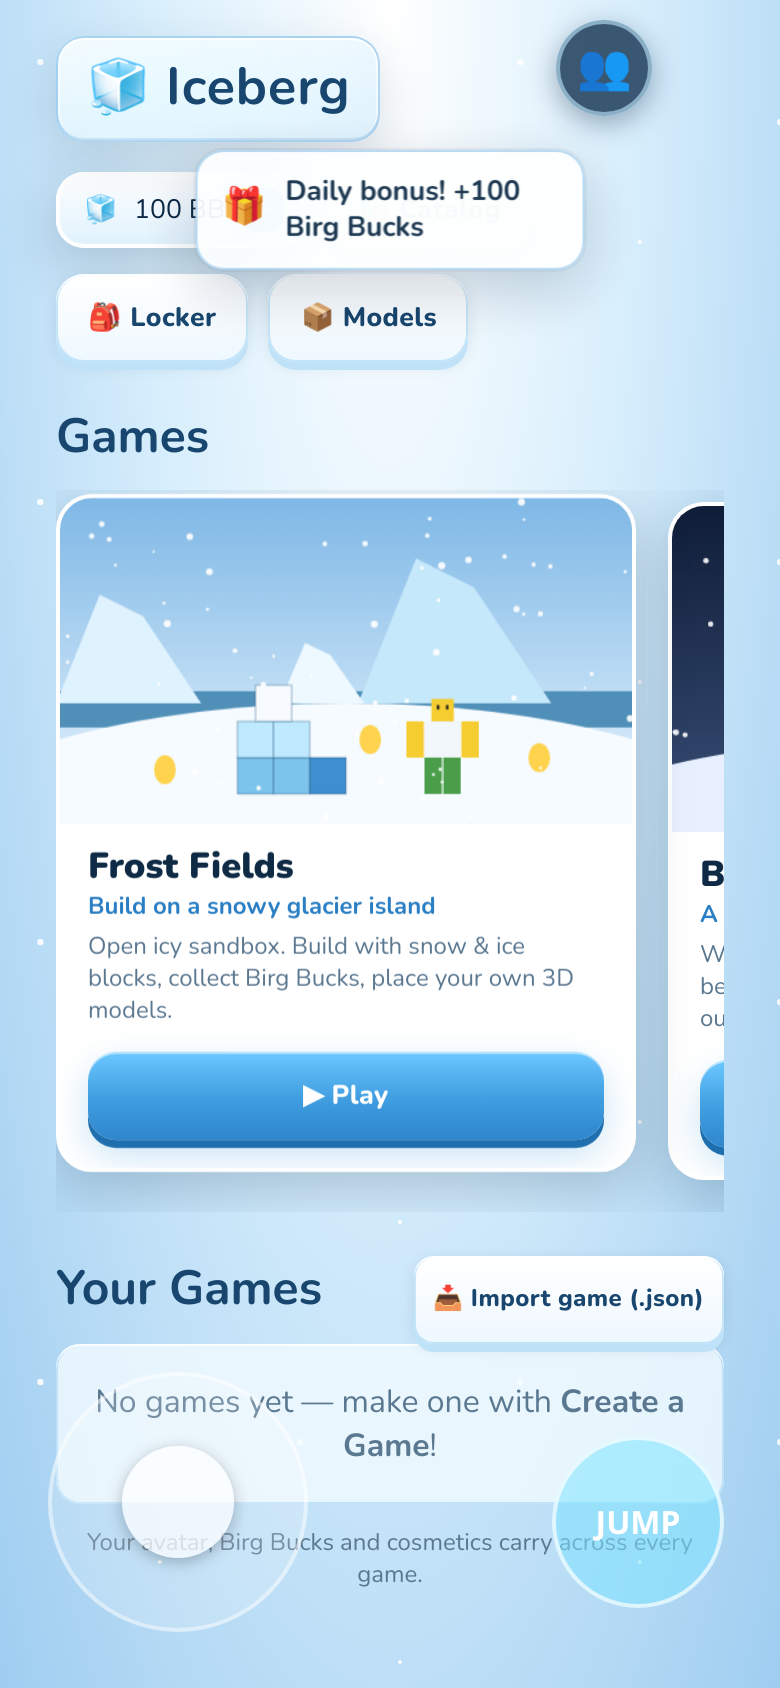 Iceberg
100 BB
Catalog
Daily bonus! +100
Birg Bucks
Locker
Models
Games
Frost Fields
Build on a snowy glacier island
Open icy sandbox. Build with snow & ice
blocks, collect Birg Bucks, place your own 3D
models.
▶ Play
Your Games
Import game (.json)
No games yet — make one with Create a
Game!
JUMP
Your avatar, Birg Bucks and cosmetics carry across every
game.